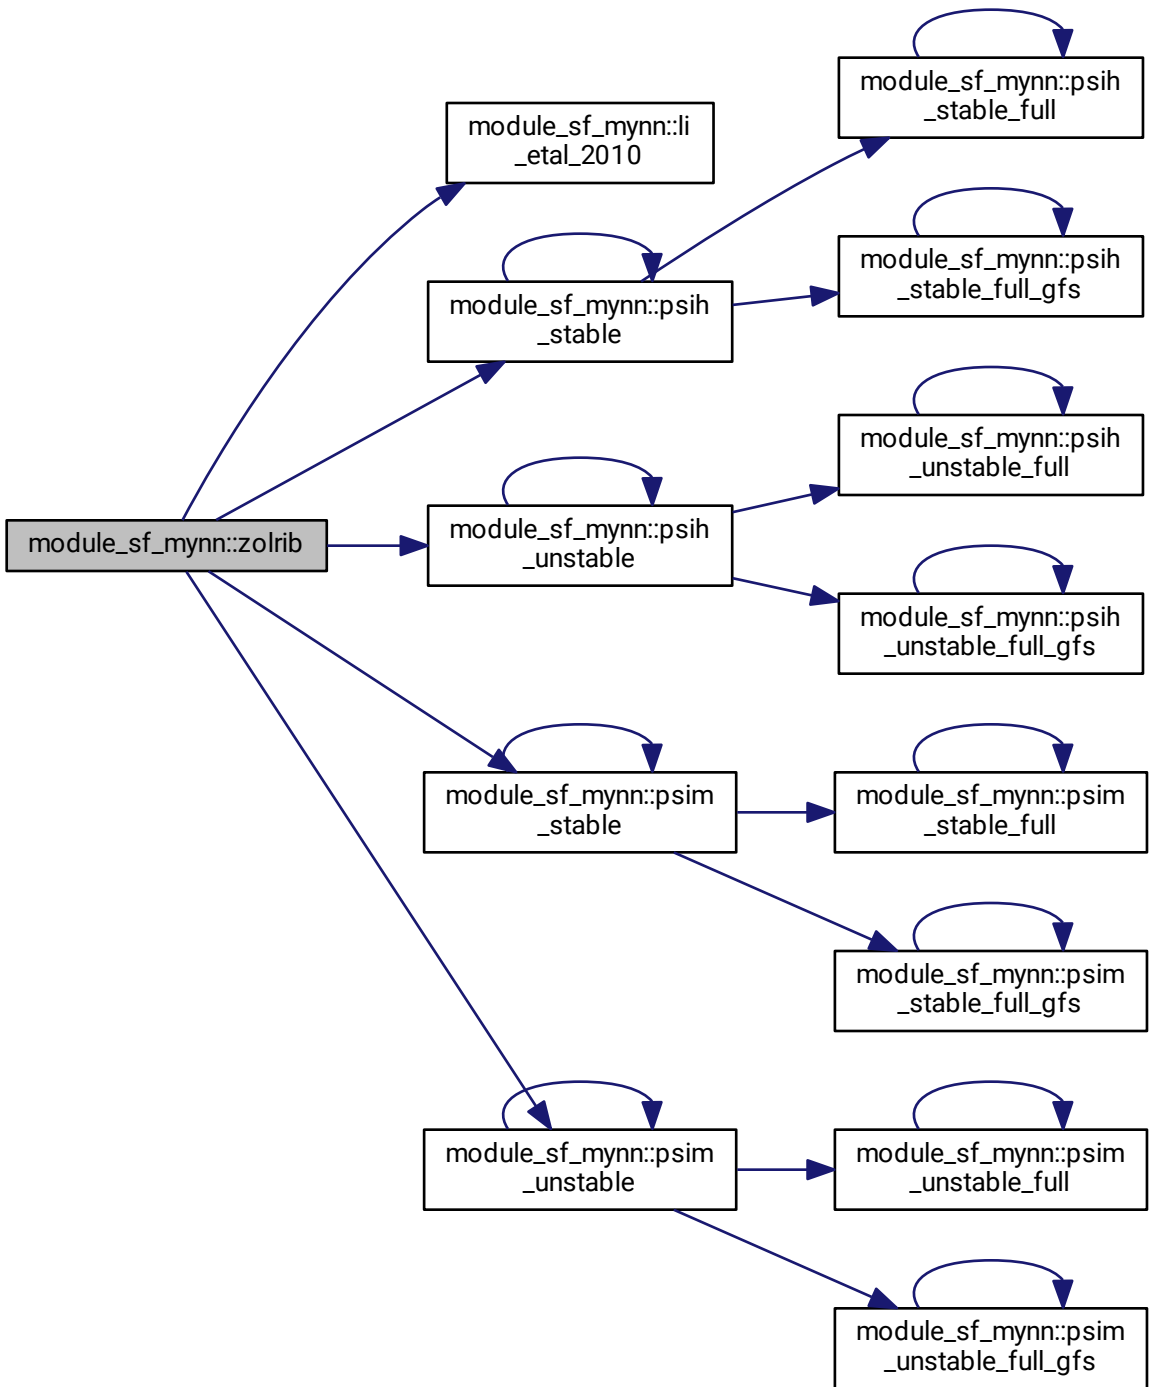 module_sf_mynn::zolrib
module_sf_mynn::li
_etal_2010
module_sf_mynn::psih
_stable
module_sf_mynn::psih
_unstable
module_sf_mynn::psim
_stable
module_sf_mynn::psim
_unstable
module_sf_mynn::psih
_stable_full
module_sf_mynn::psih
_stable_full_gfs
module_sf_mynn::psih
_unstable_full
module_sf_mynn::psih
_unstable_full_gfs
module_sf_mynn::psim
_stable_full
module_sf_mynn::psim
_stable_full_gfs
module_sf_mynn::psim
_unstable_full
module_sf_mynn::psim
_unstable_full_gfs